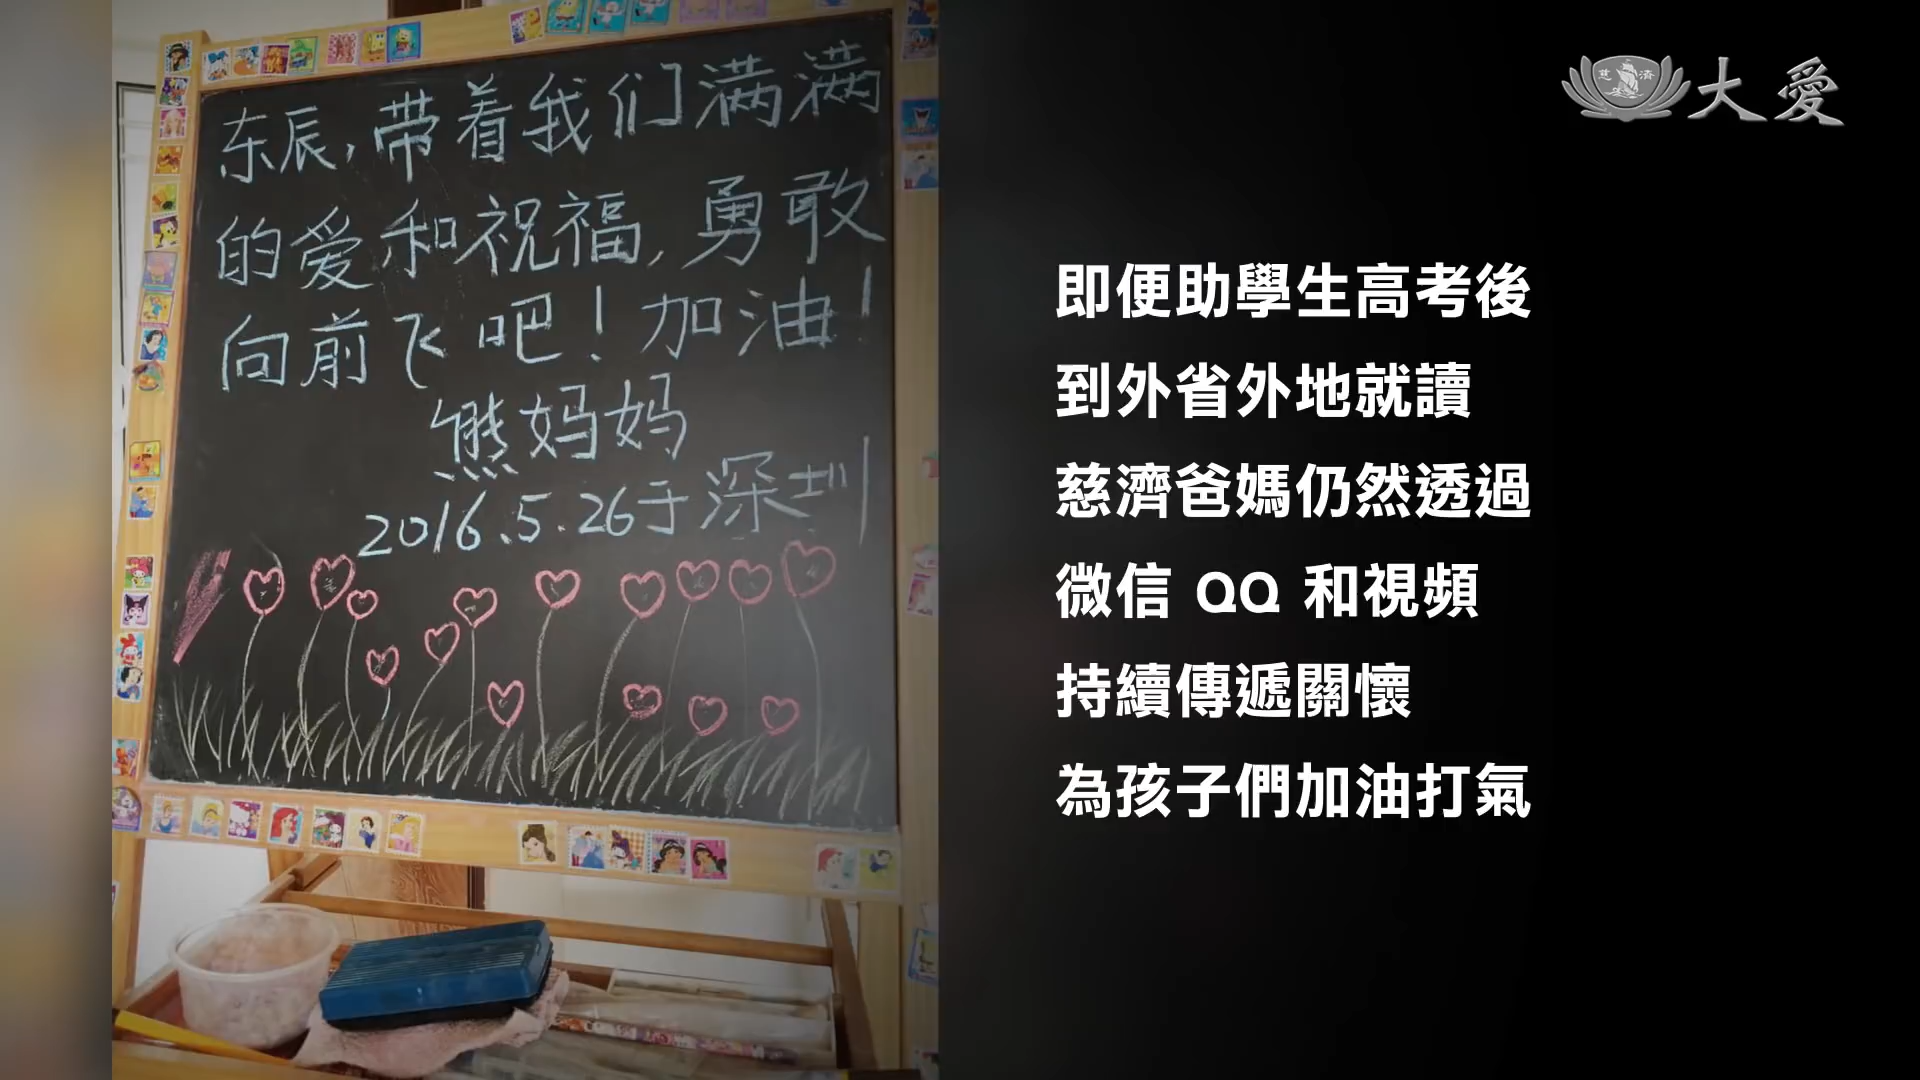 东辰，带着我们满满
的爱和祝福，勇敢
向前飞吧！加油！
熊妈妈
2016.5.26于深圳
慈濟
大愛
即便助學生高考後
到外省外地就讀
慈濟爸媽仍然透過
微信 QQ 和視頻
持續傳遞關懷
為孩子們加油打氣